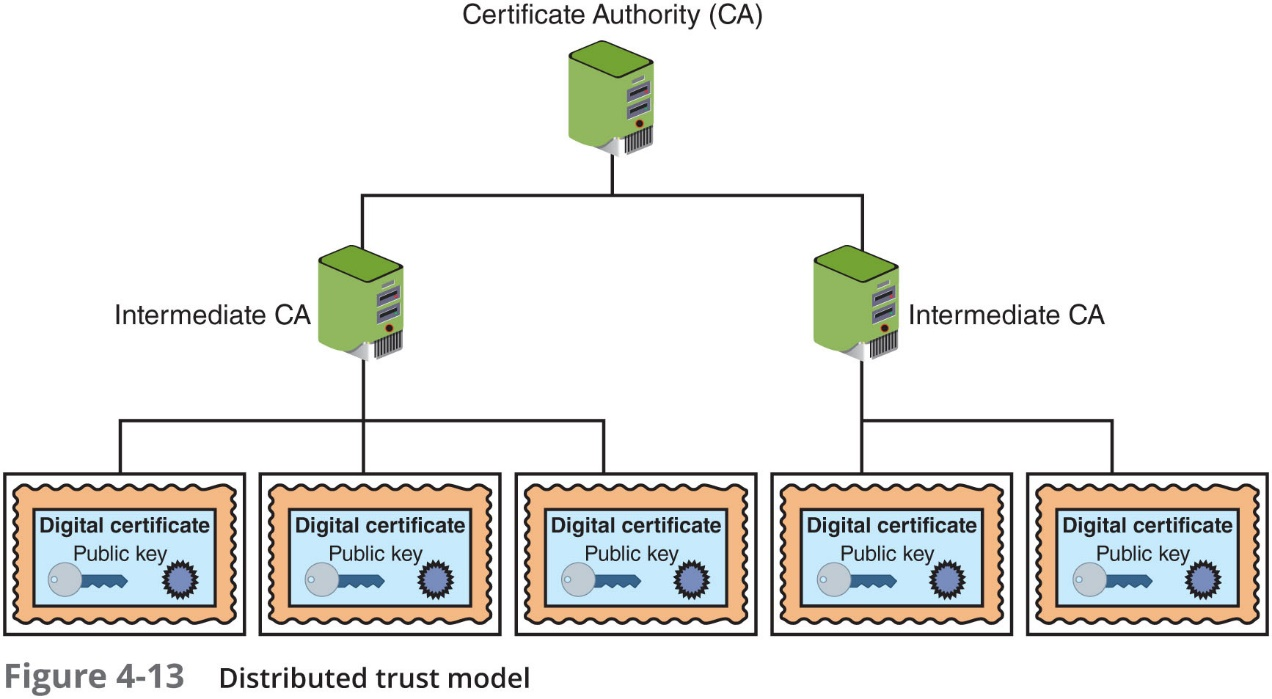 Certificate Authority (CA)
Intermediate CA
Intermediate CA
Digital certificate
Public key
Digital certificate
Public key
Digital certificate
Public key
Digital certificate
Public key
Digital certificate
Public key
Figure 4-13 Distributed trust model